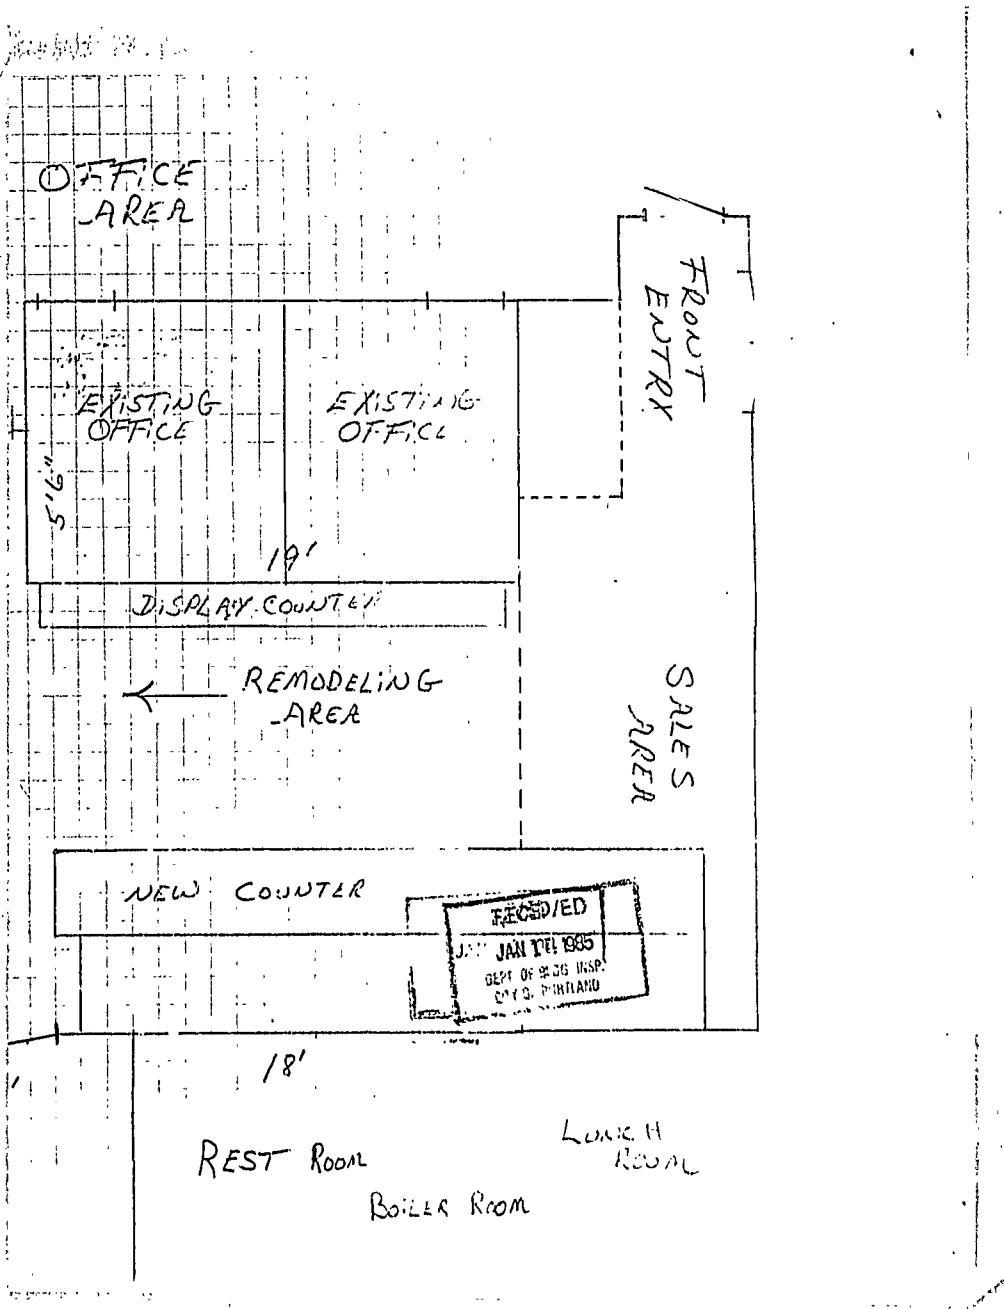 OFFICE
AREA
FRONT
ENTRY
EXISTING
OFFICE
EXISTING
OFFICE
5'6"
19'
DISPLAY COUNTER
REMODELING
AREA
SALES
AREA
NEW COUNTER
RECEIVED
JAN 1985
DEPT OF BLDG INSP.
CITY OF PORTLAND
18'
REST ROOM
LUNCH
ROOM
BOILER ROOM